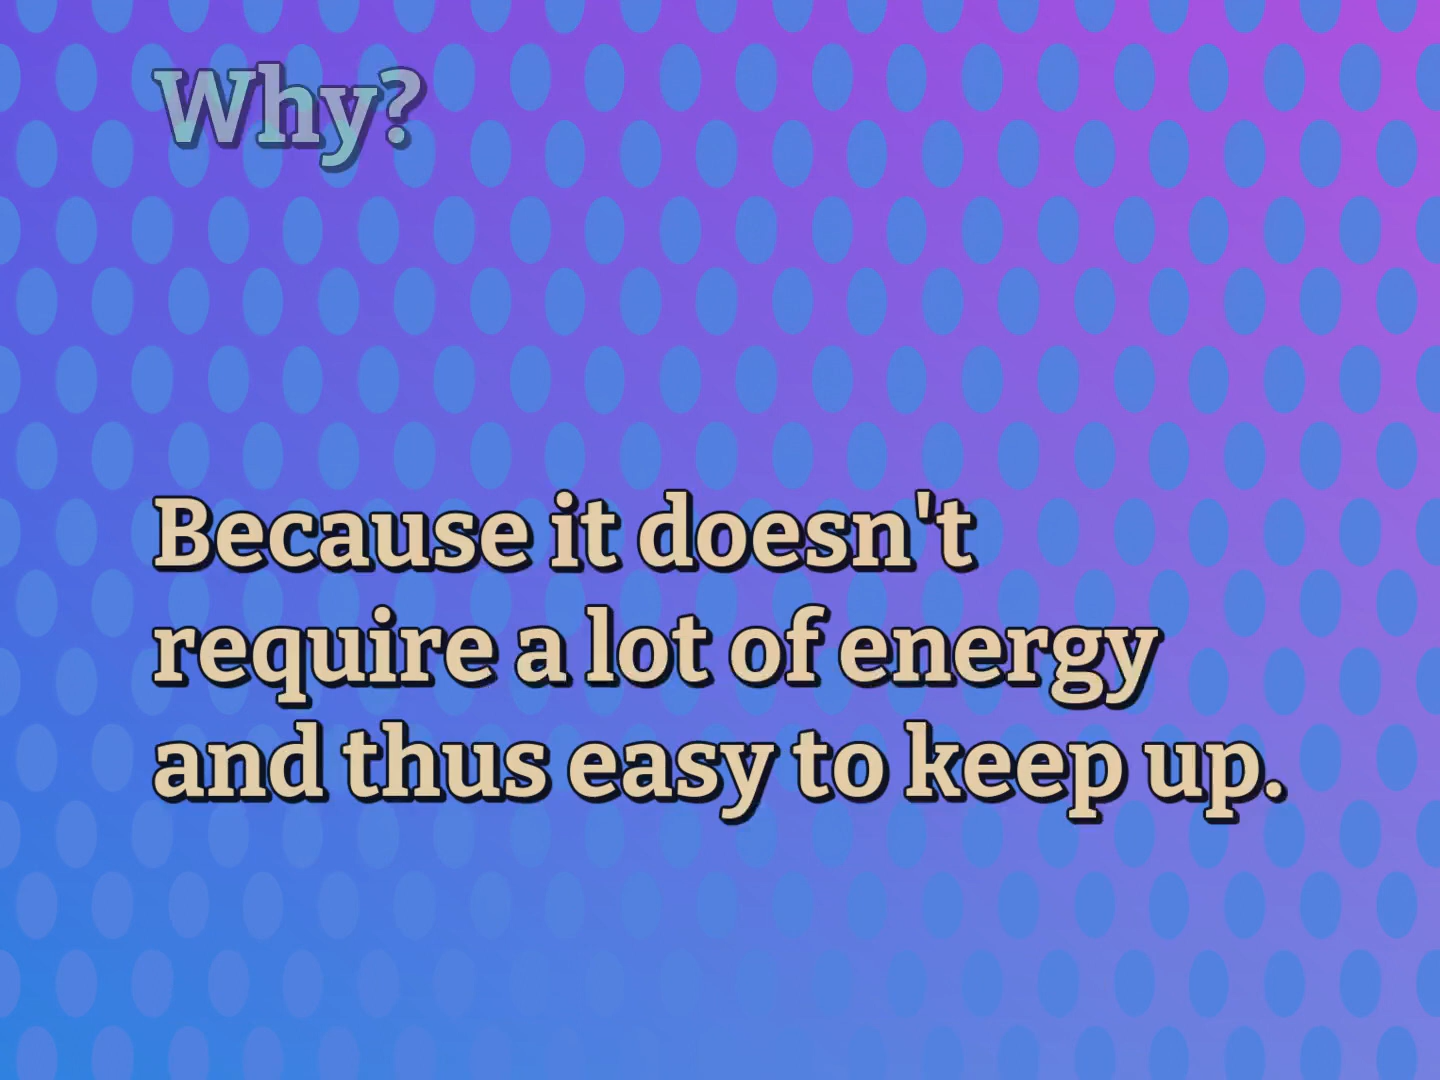 Why?
Because it doesn't
require a lot of energy
and thus easy to keep up.